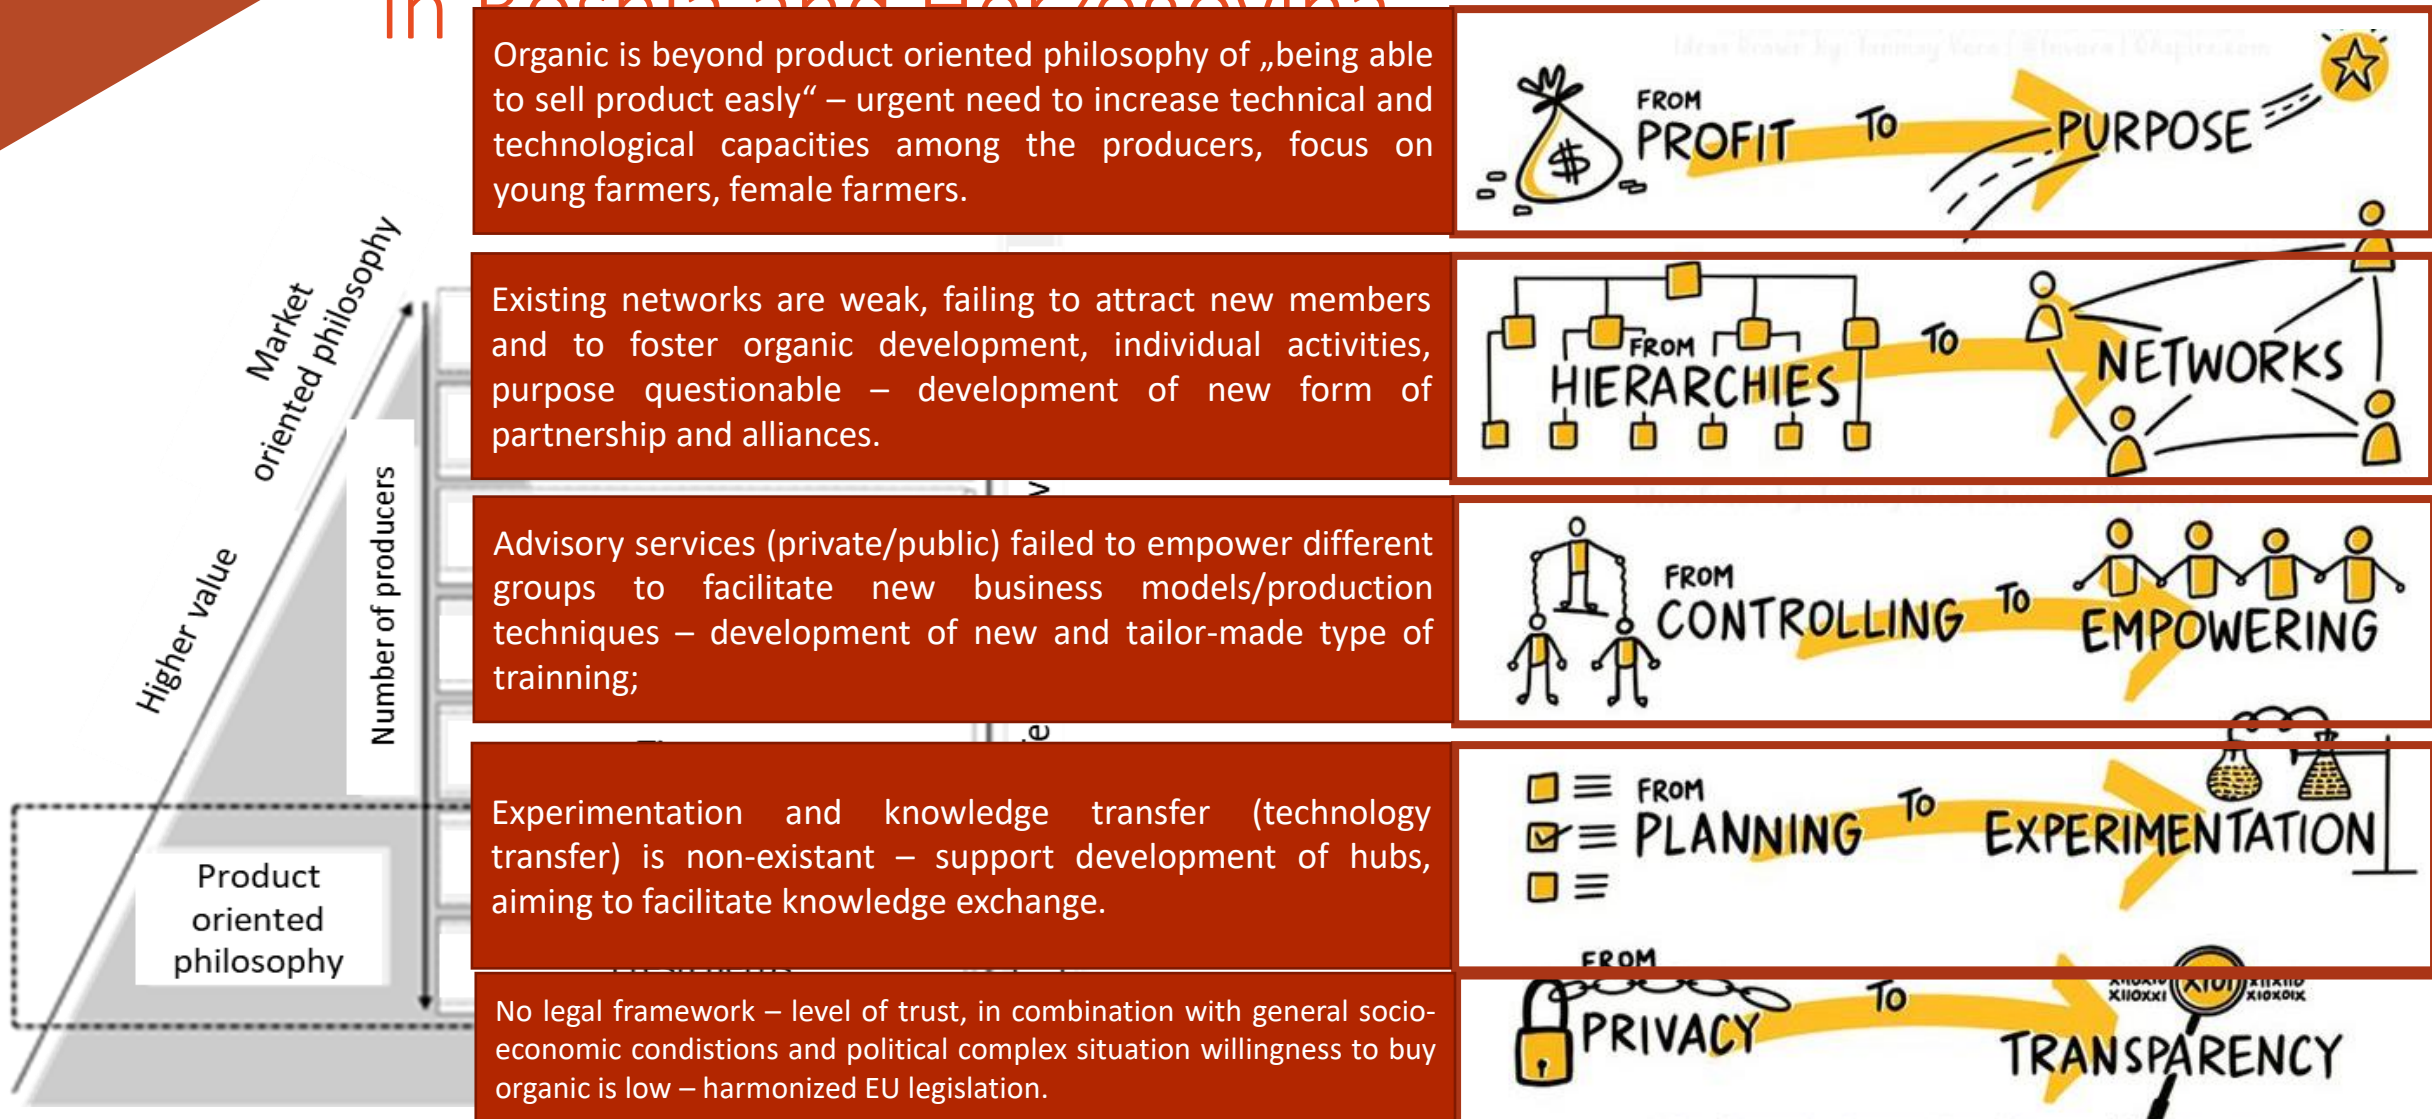 in Bosnia and Herzegovina
Organic is beyond product oriented philosophy of „being able
to sell product easly“ – urgent need to increase technical and
technological capacities among the producers, focus on
young farmers, female farmers.
FROM
PROFIT TO PURPOSE
Market
oriented philosophy
Existing networks are weak, failing to attract new members
and to foster organic development, individual activities,
purpose questionable – development of new form of
partnership and alliances.
FROM
HIERARCHIES TO NETWORKS
Higher value
Number of producers
Advisory services (private/public) failed to empower different
groups to facilitate new business models/production
techniques – development of new and tailor-made type of
trainning;
FROM
CONTROLLING TO EMPOWERING
Experimentation and knowledge transfer (technology
transfer) is non-existant – support development of hubs,
aiming to facilitate knowledge exchange.
FROM
PLANNING TO EXPERIMENTATION
Product
oriented
philosophy
No legal framework – level of trust, in combination with general socio-
economic condistions and political complex situation willingness to buy
organic is low – harmonized EU legislation.
FROM
PRIVACY TO TRANSPARENCY